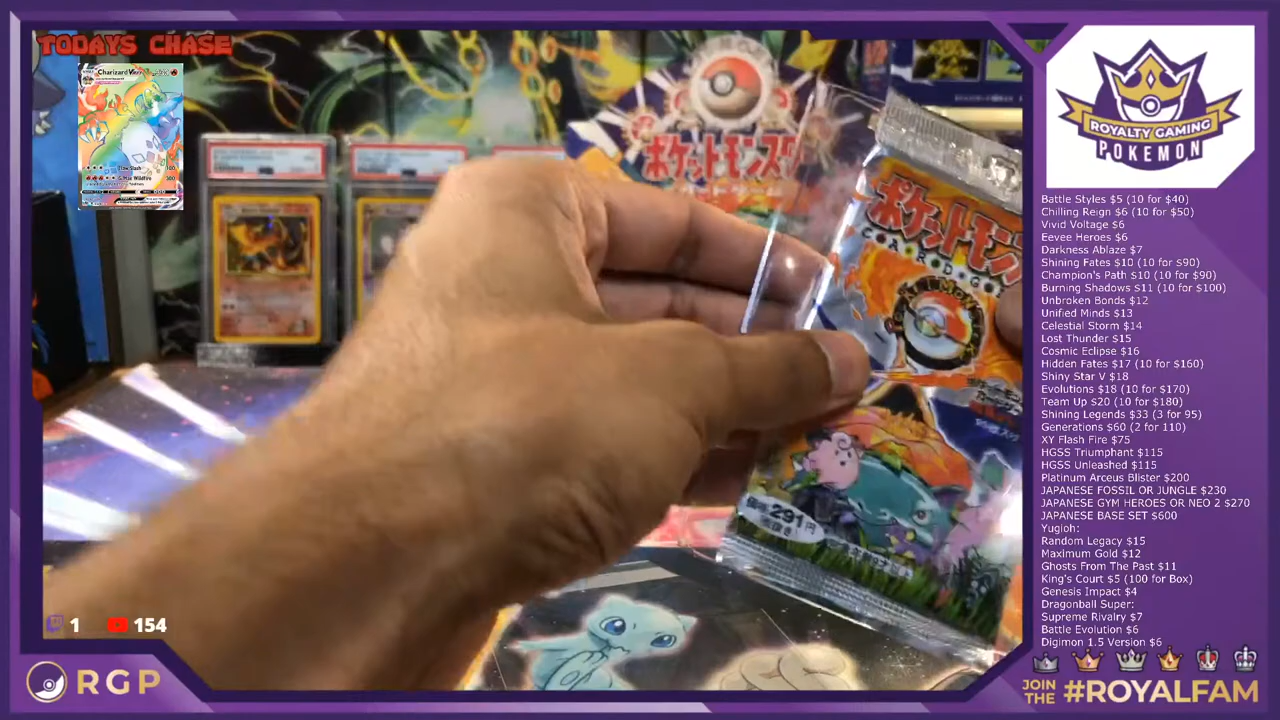 TODAYS CHASE
Charizard
Claw Slash 100
G-Max Wildfire 300
ポケットモンスター
ポケットモンス
CARD GA
291円
ROYALTY GAMING
POKEMON
Battle Styles $5 (10 for $40)
Chilling Reign $6 (10 for $50)
Vivid Voltage $6
Eevee Heroes $6
Darkness Ablaze $7
Shining Fates $10 (10 for $90)
Champion's Path $10 (10 for $90)
Burning Shadows $11 (10 for $100)
Unbroken Bonds $12
Unified Minds $13
Celestial Storm $14
Lost Thunder $15
Cosmic Eclipse $16
Hidden Fates $17 (10 for $160)
Shiny Star V $18
Evolutions $18 (10 for $170)
Team Up $20 (10 for $180)
Shining Legends $33 (3 for 95)
Generations $60 (2 for 110)
XY Flash Fire $75
HGSS Triumphant $115
HGSS Unleashed $115
Platinum Arceus Blister $200
JAPANESE FOSSIL OR JUNGLE $230
JAPANESE GYM HEROES OR NEO 2 $270
JAPANESE BASE SET $600
Yugioh:
Random Legacy $15
Maximum Gold $12
Ghosts From The Past $11
King's Court $5 (100 for Box)
Genesis Impact $4
Dragonball Super:
Supreme Rivalry $7
Battle Evolution $6
Digimon 1.5 Version $6
1 154
RGP
JOIN THE #ROYALFAM